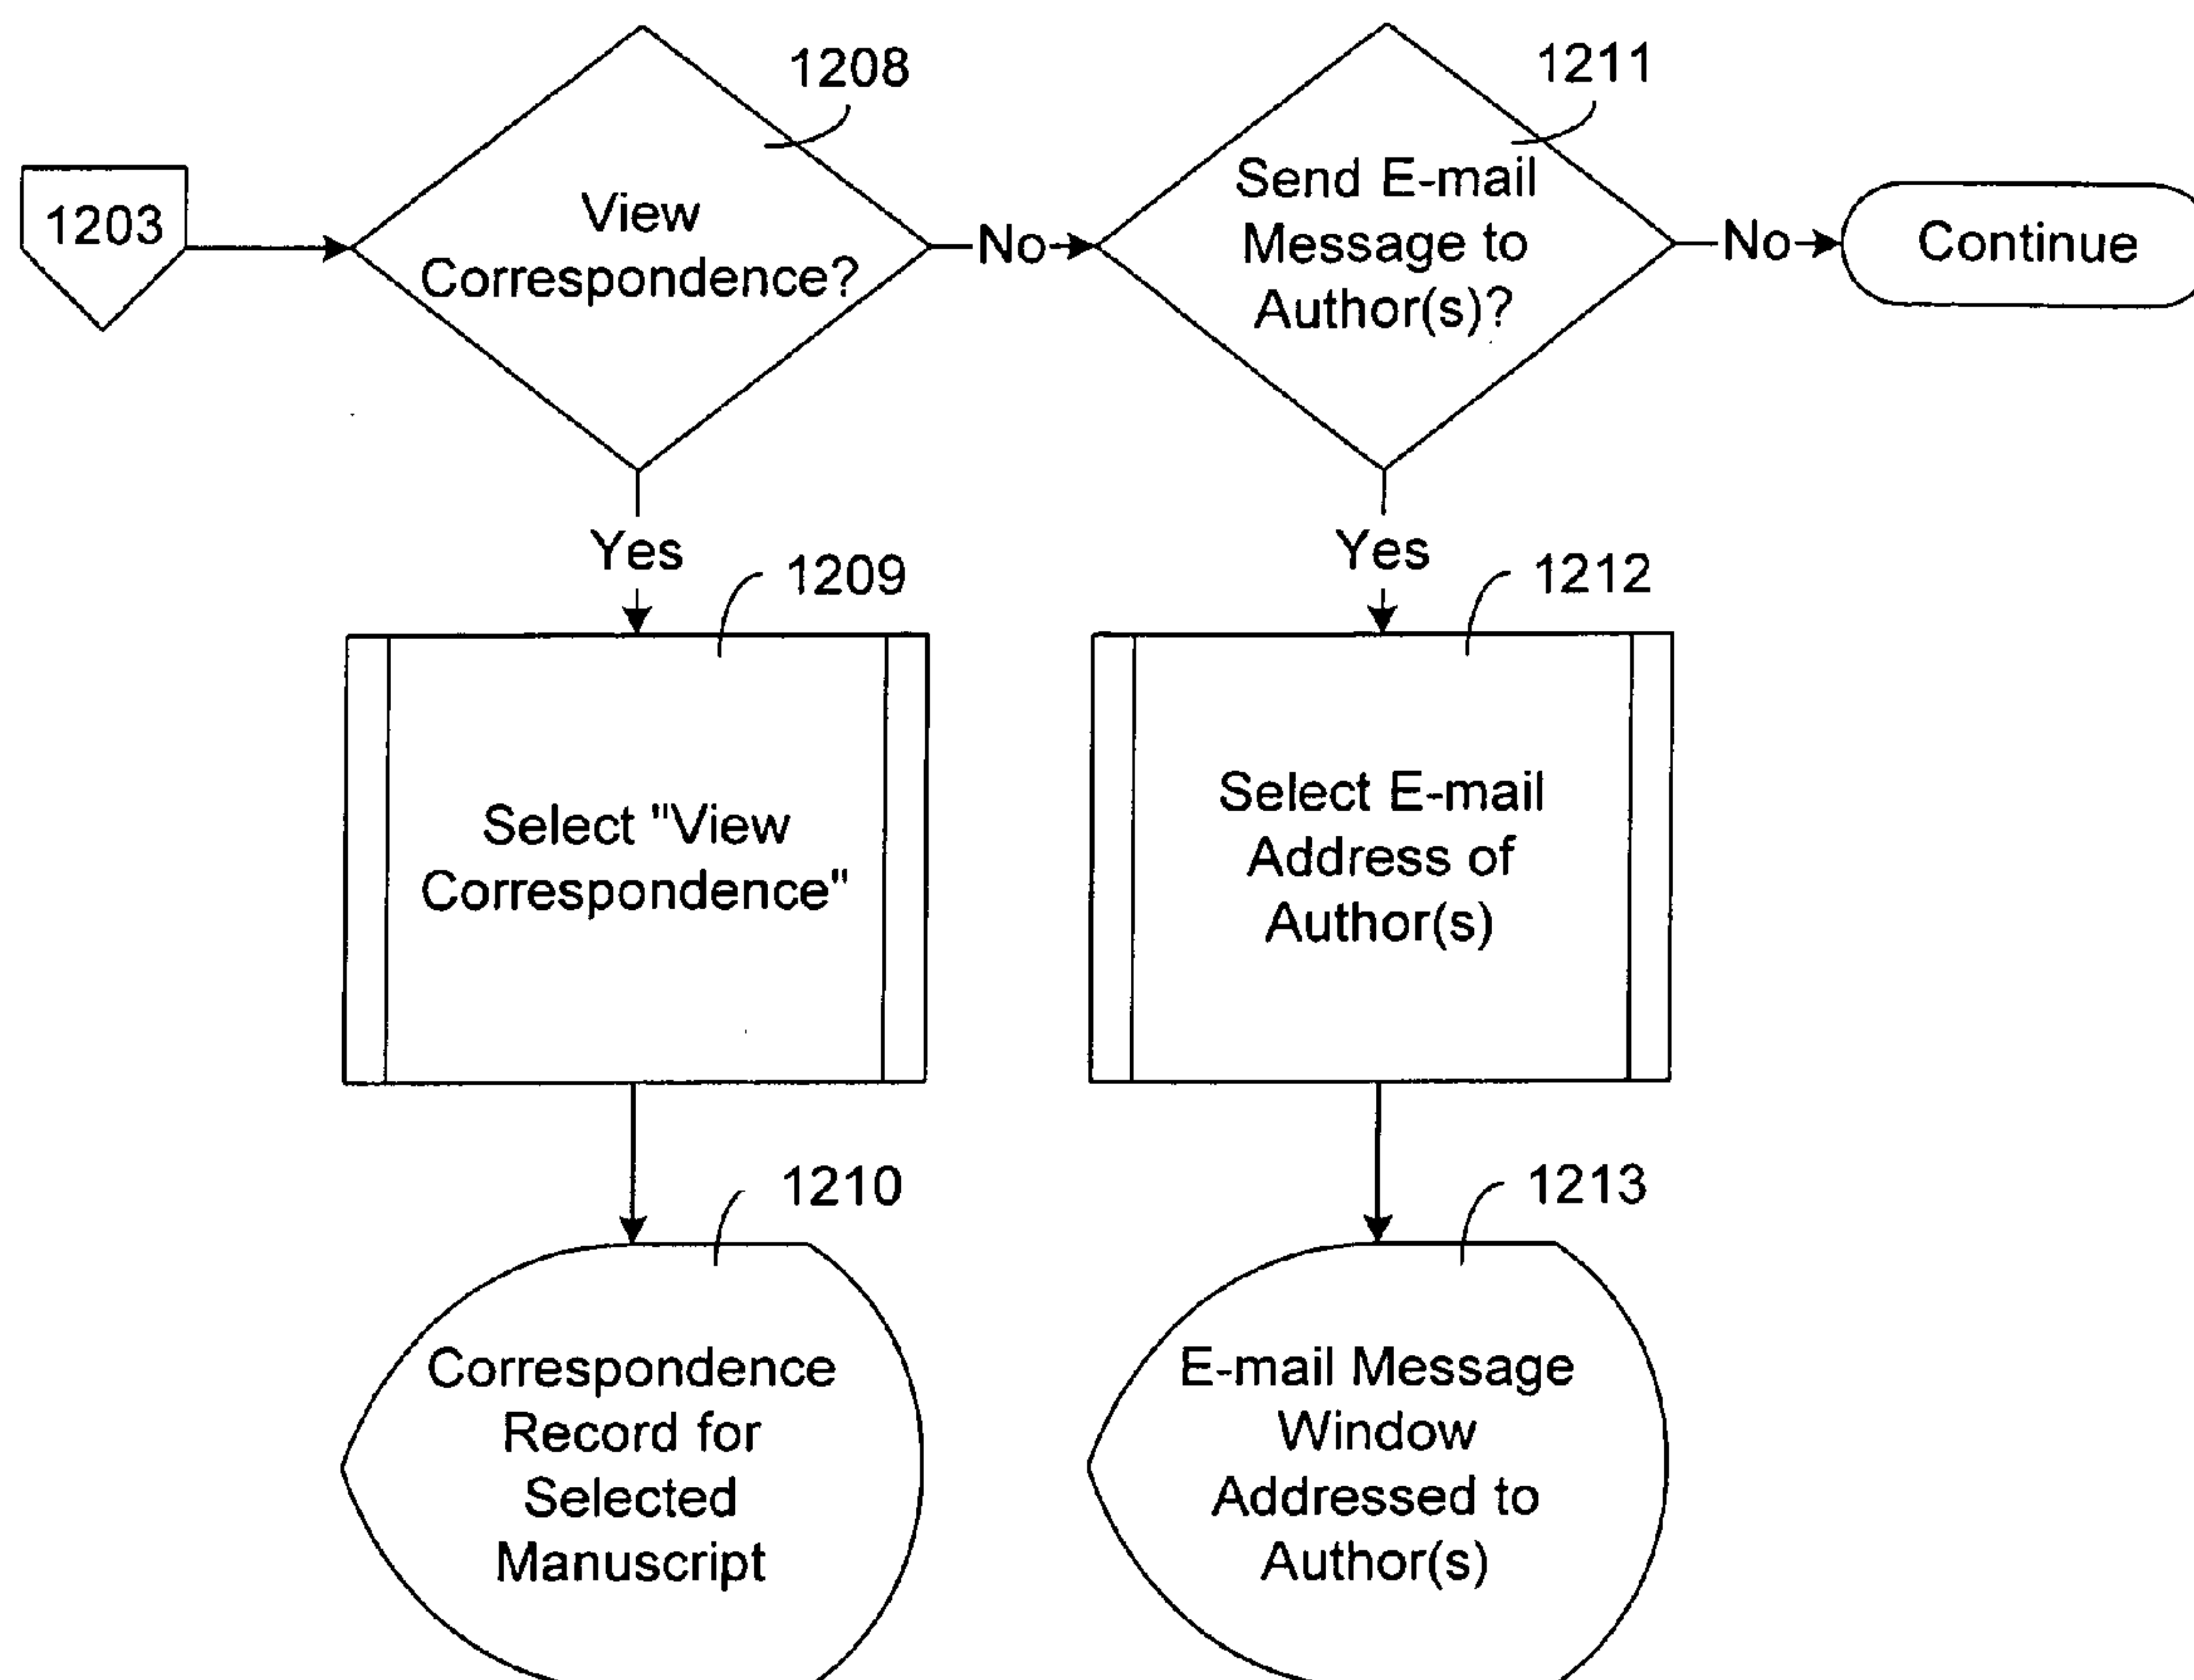 1203
1208
View
Correspondence?
No
1211
Send E-mail
Message to
Author(s)?
No
Continue
Yes
1209
Select "View
Correspondence"
1210
Correspondence
Record for
Selected
Manuscript
Yes
1212
Select E-mail
Address of
Author(s)
1213
E-mail Message
Window
Addressed to
Author(s)